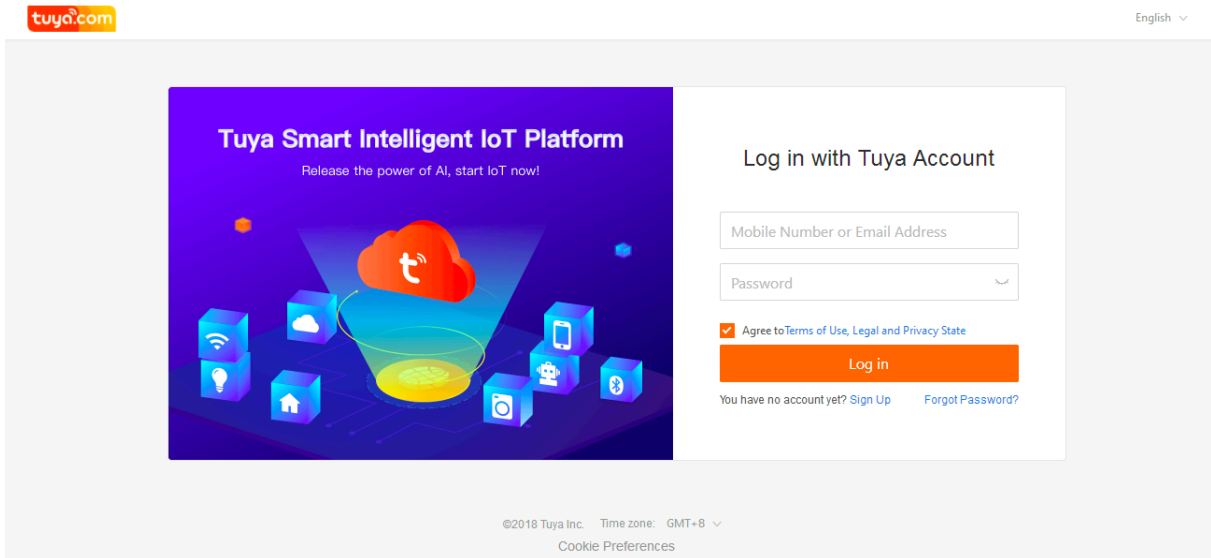 tuya.com
English
Tuya Smart Intelligent IoT Platform
Release the power of AI, start IoT now!
t
Log in with Tuya Account
Mobile Number or Email Address
Password
Agree toTerms of Use, Legal and Privacy State
Log in
You have no account yet? Sign Up Forgot Password?
©2018 Tuya Inc. Time zone: GMT+8
Cookie Preferences